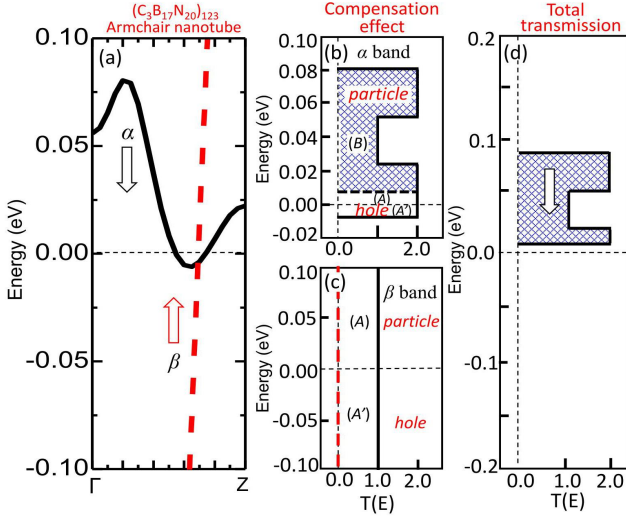 (C3B17N20)123
Armchair nanotube
Compensation
effect
Total
transmission
(a)
α
β
Energy (eV)
0.10
0.05
0.00
-0.05
-0.10
Γ
Z
(b)
α band
particle
(B)
(A)
hole
(A')
Energy (eV)
0.10
0.08
0.06
0.04
0.02
0.00
-0.02
0.0
2.0
(c)
β band
(A)
particle
(A')
hole
Energy (eV)
0.10
0.05
0.00
-0.05
-0.10
0.0
1.0
2.0
T(E)
(d)
Energy (eV)
0.2
0.1
0.0
-0.1
-0.2
0.0
1.0
2.0
T(E)